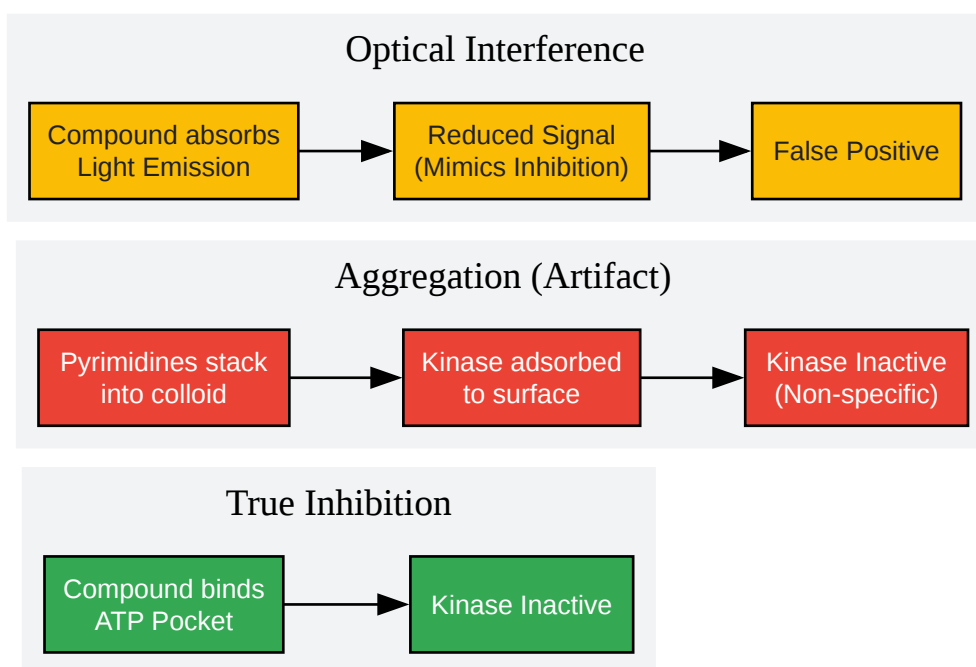 Optical Interference
Compound absorbs
Light Emission
Reduced Signal
(Mimics Inhibition)
False Positive
Aggregation (Artifact)
Pyrimidines stack
into colloid
Kinase adsorbed
to surface
Kinase Inactive
(Non-specific)
True Inhibition
Compound binds
ATP Pocket
Kinase Inactive